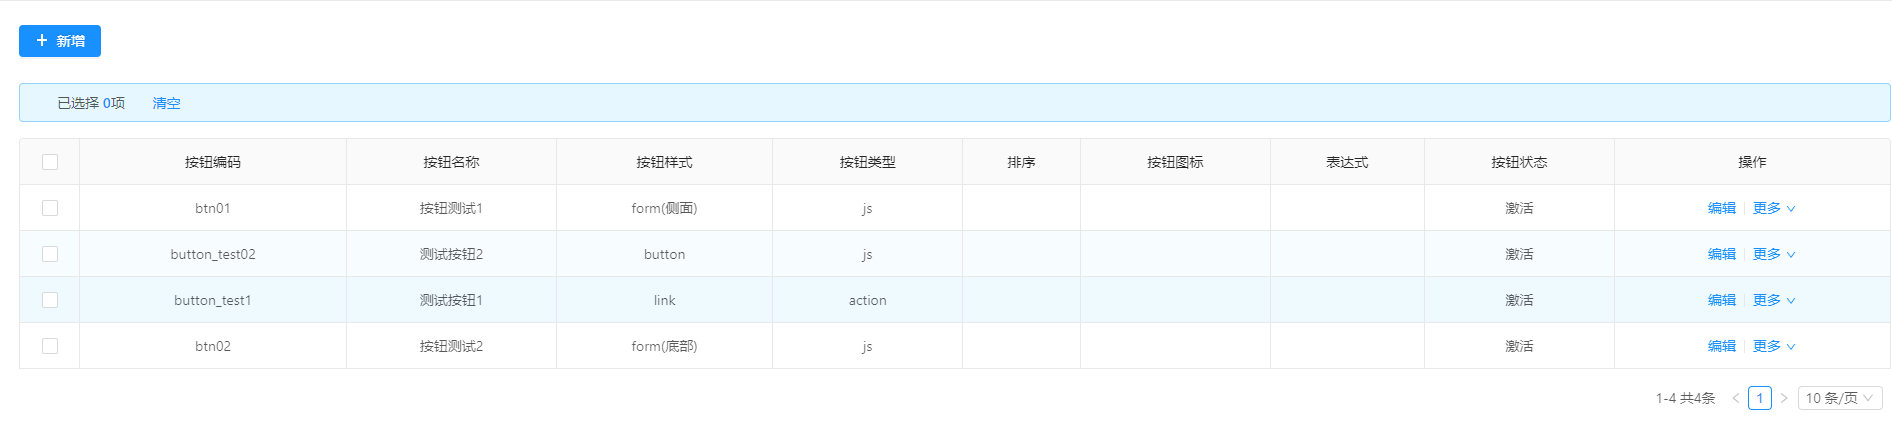 新增
已选择 0项 清空
按钮编码 按钮名称 按钮样式 按钮类型 排序 按钮图标 表达式 按钮状态 操作
btn01 按钮测试1 form(侧面) js 激活 编辑 更多
button_test02 测试按钮2 button js 激活 编辑 更多
button_test1 测试按钮1 link action 激活 编辑 更多
btn02 按钮测试2 form(底部) js 激活 编辑 更多
1-4 共4条 1 10 条/页